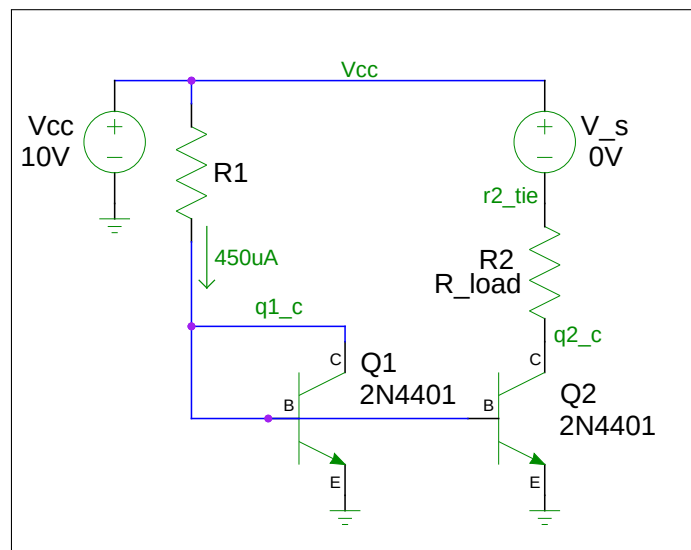 Vcc
Vcc
10V
+
−
R1
450uA
V_s
0V
+
−
r2_tie
R2
R_load
q1_c
q2_c
C
B
E
Q1
2N4401
C
B
E
Q2
2N4401